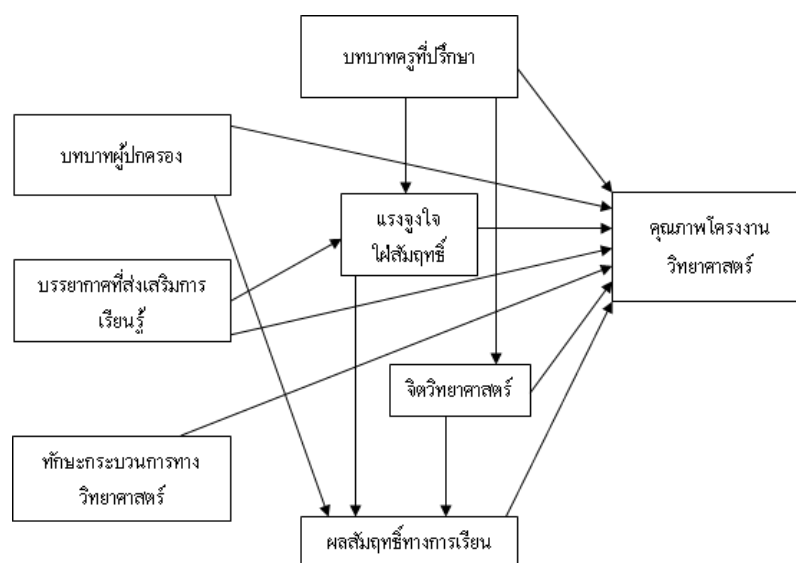 บทบาทครูที่ปรึกษา
บทบาทผู้ปกครอง
แรงจูงใจ
ใฝ่สัมฤทธิ์
คุณภาพโครงงาน
วิทยาศาสตร์
บรรยากาศที่ส่งเสริมการ
เรียนรู้
จิตวิทยาศาสตร์
ทักษะกระบวนการทาง
วิทยาศาสตร์
ผลสัมฤทธิ์ทางการเรียน